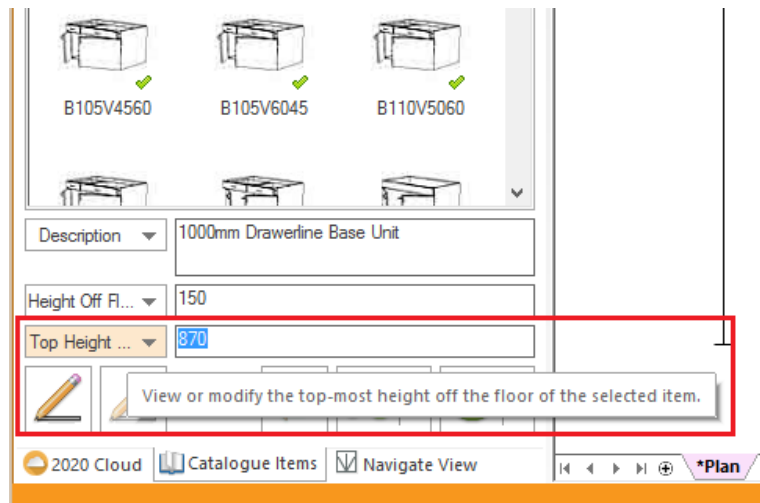 B105V4560 B105V6045 B110V5060
Description 1000mm Drawerline Base Unit
Height Off Fl... 150
Top Height ... 870
View or modify the top-most height off the floor of the selected item.
2020 Cloud Catalogue Items Navigate View *Plan